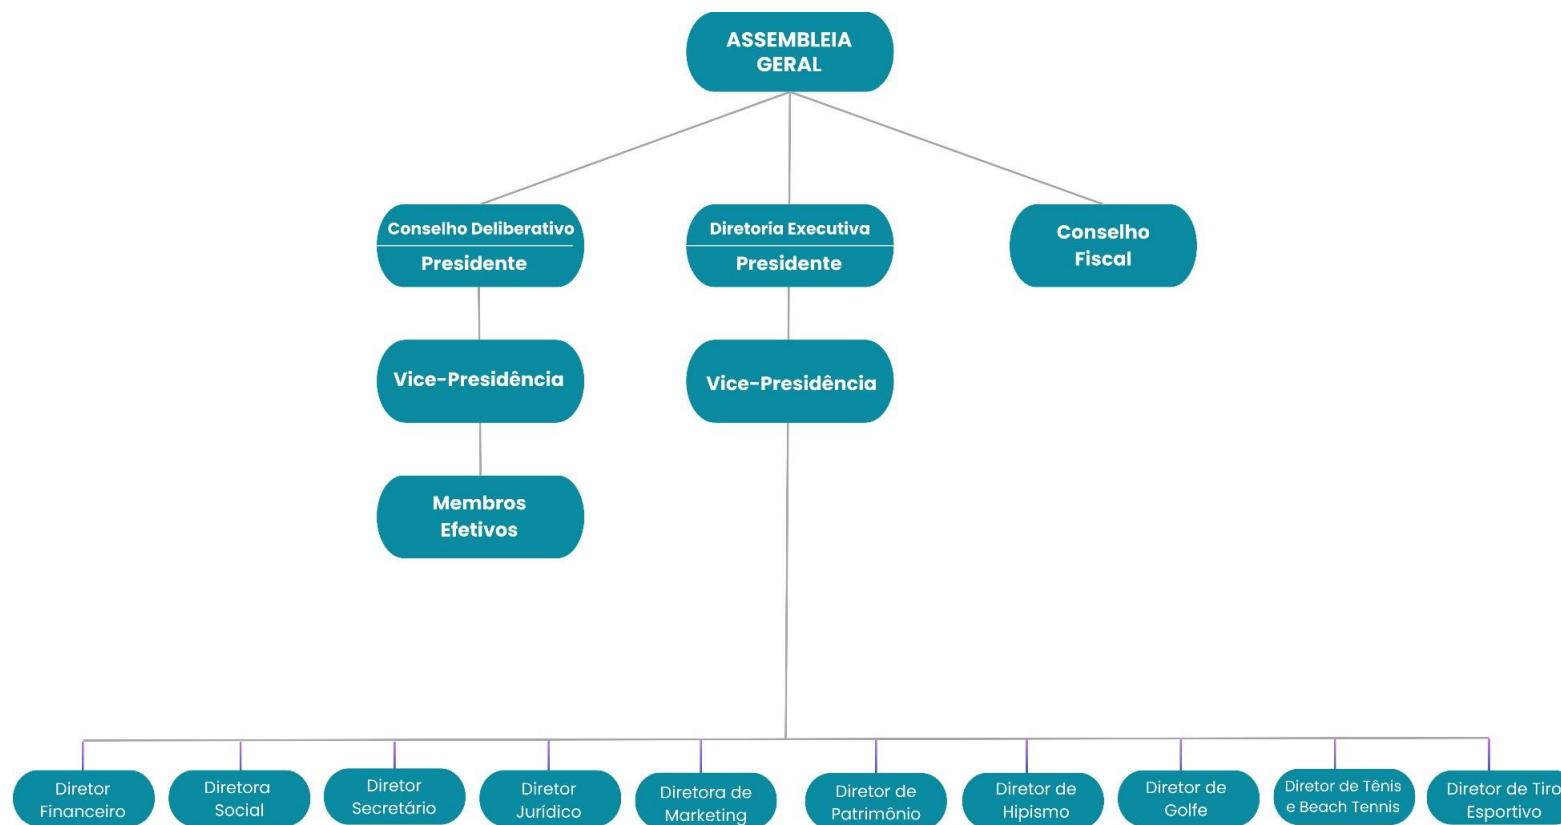 ASSEMBLEIA
GERAL
Conselho Deliberativo
Presidente
Diretoria Executiva
Presidente
Conselho
Fiscal
Vice-Presidência
Vice-Presidência
Membros
Efetivos
Diretor
Financeiro
Diretora
Social
Diretor
Secretário
Diretor
Jurídico
Diretora de
Marketing
Diretor de
Patrimônio
Diretor de
Hipismo
Diretor de
Golfe
Diretor de Tênis
e Beach Tennis
Diretor de Tiro
Esportivo